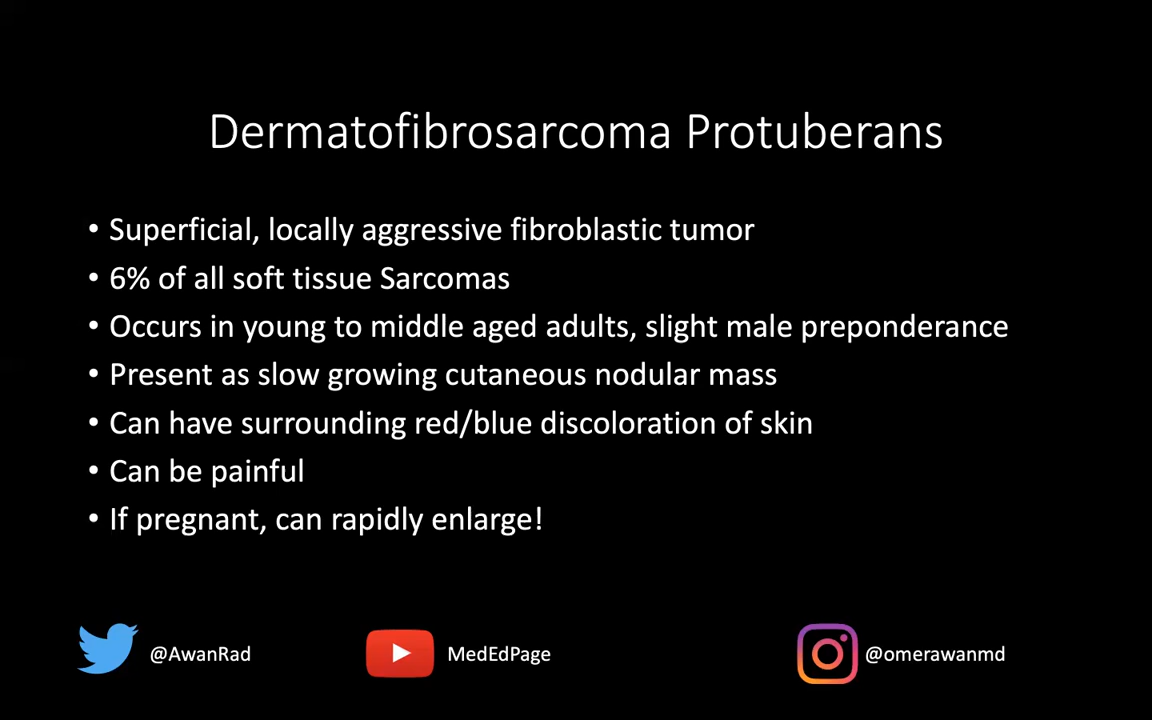 Dermatofibrosarcoma Protuberans
• Superficial, locally aggressive fibroblastic tumor
• 6% of all soft tissue Sarcomas
• Occurs in young to middle aged adults, slight male preponderance
• Present as slow growing cutaneous nodular mass
• Can have surrounding red/blue discoloration of skin
• Can be painful
• If pregnant, can rapidly enlarge!
@AwanRad
MedEdPage
@omerawanmd